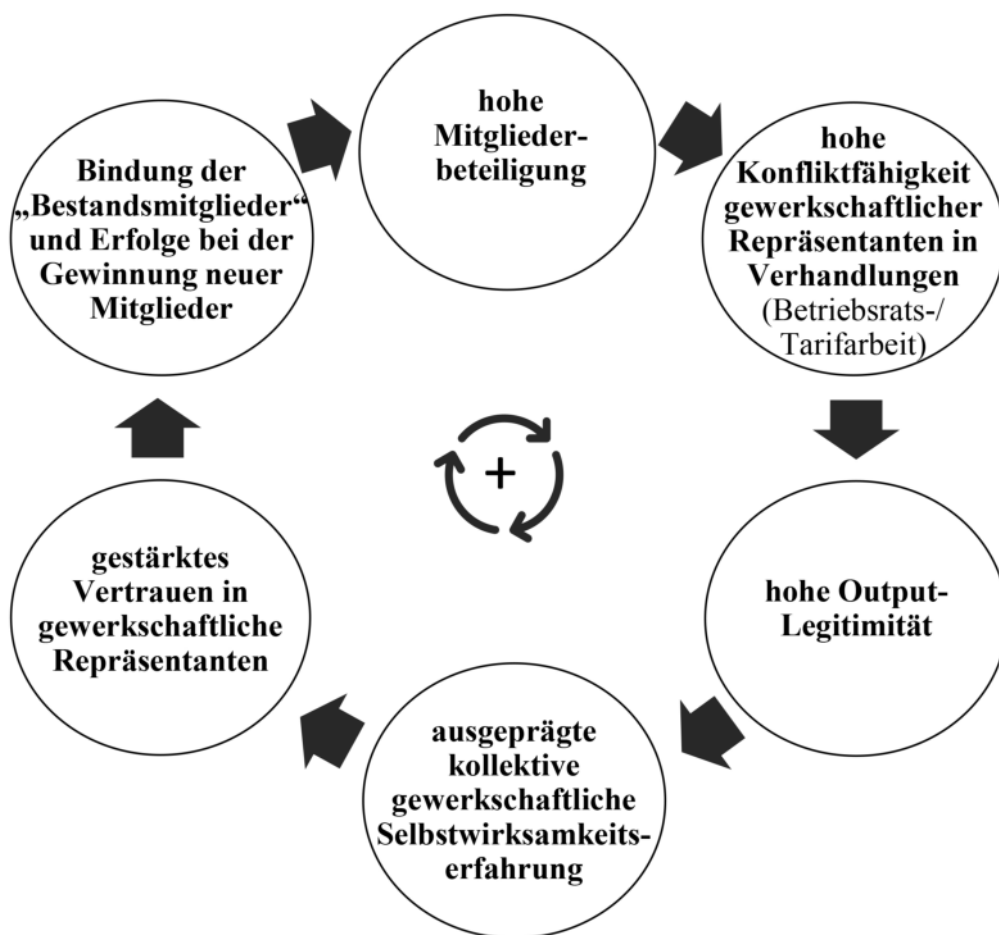 hohe
Mitglieder-
beteiligung
hohe
Konfliktfähigkeit
gewerkschaftlicher
Repräsentanten in
Verhandlungen
(Betriebsrats-/
Tarifarbeit)
hohe Output-
Legitimität
ausgeprägte
kollektive
gewerkschaftliche
Selbstwirksamkeits-
erfahrung
gestärktes
Vertrauen in
gewerkschaftliche
Repräsentanten
Bindung der
„Bestandsmitglieder“
und Erfolge bei der
Gewinnung neuer
Mitglieder
+